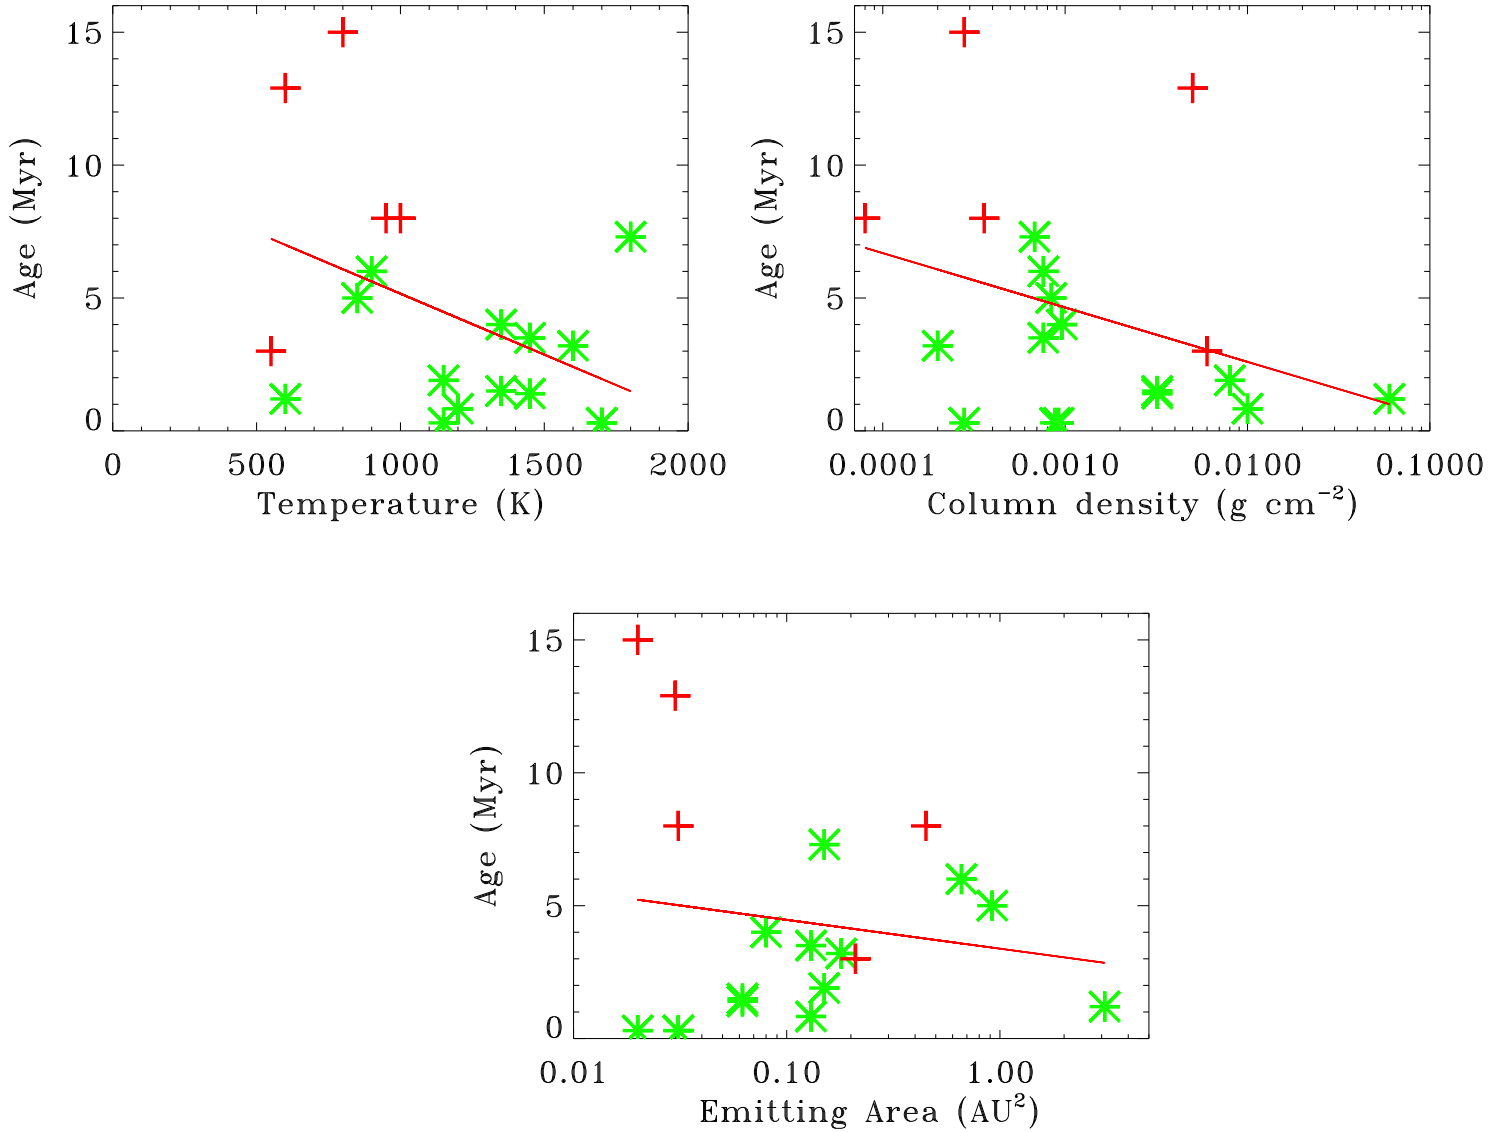 15
10
5
0
Age (Myr)
0 500 1000 1500 2000
Temperature (K)
15
10
5
0
Age (Myr)
0.0001 0.0010 0.0100 0.1000
Column density (g cm⁻²)
15
10
5
0
Age (Myr)
0.01 0.10 1.00
Emitting Area (AU²)